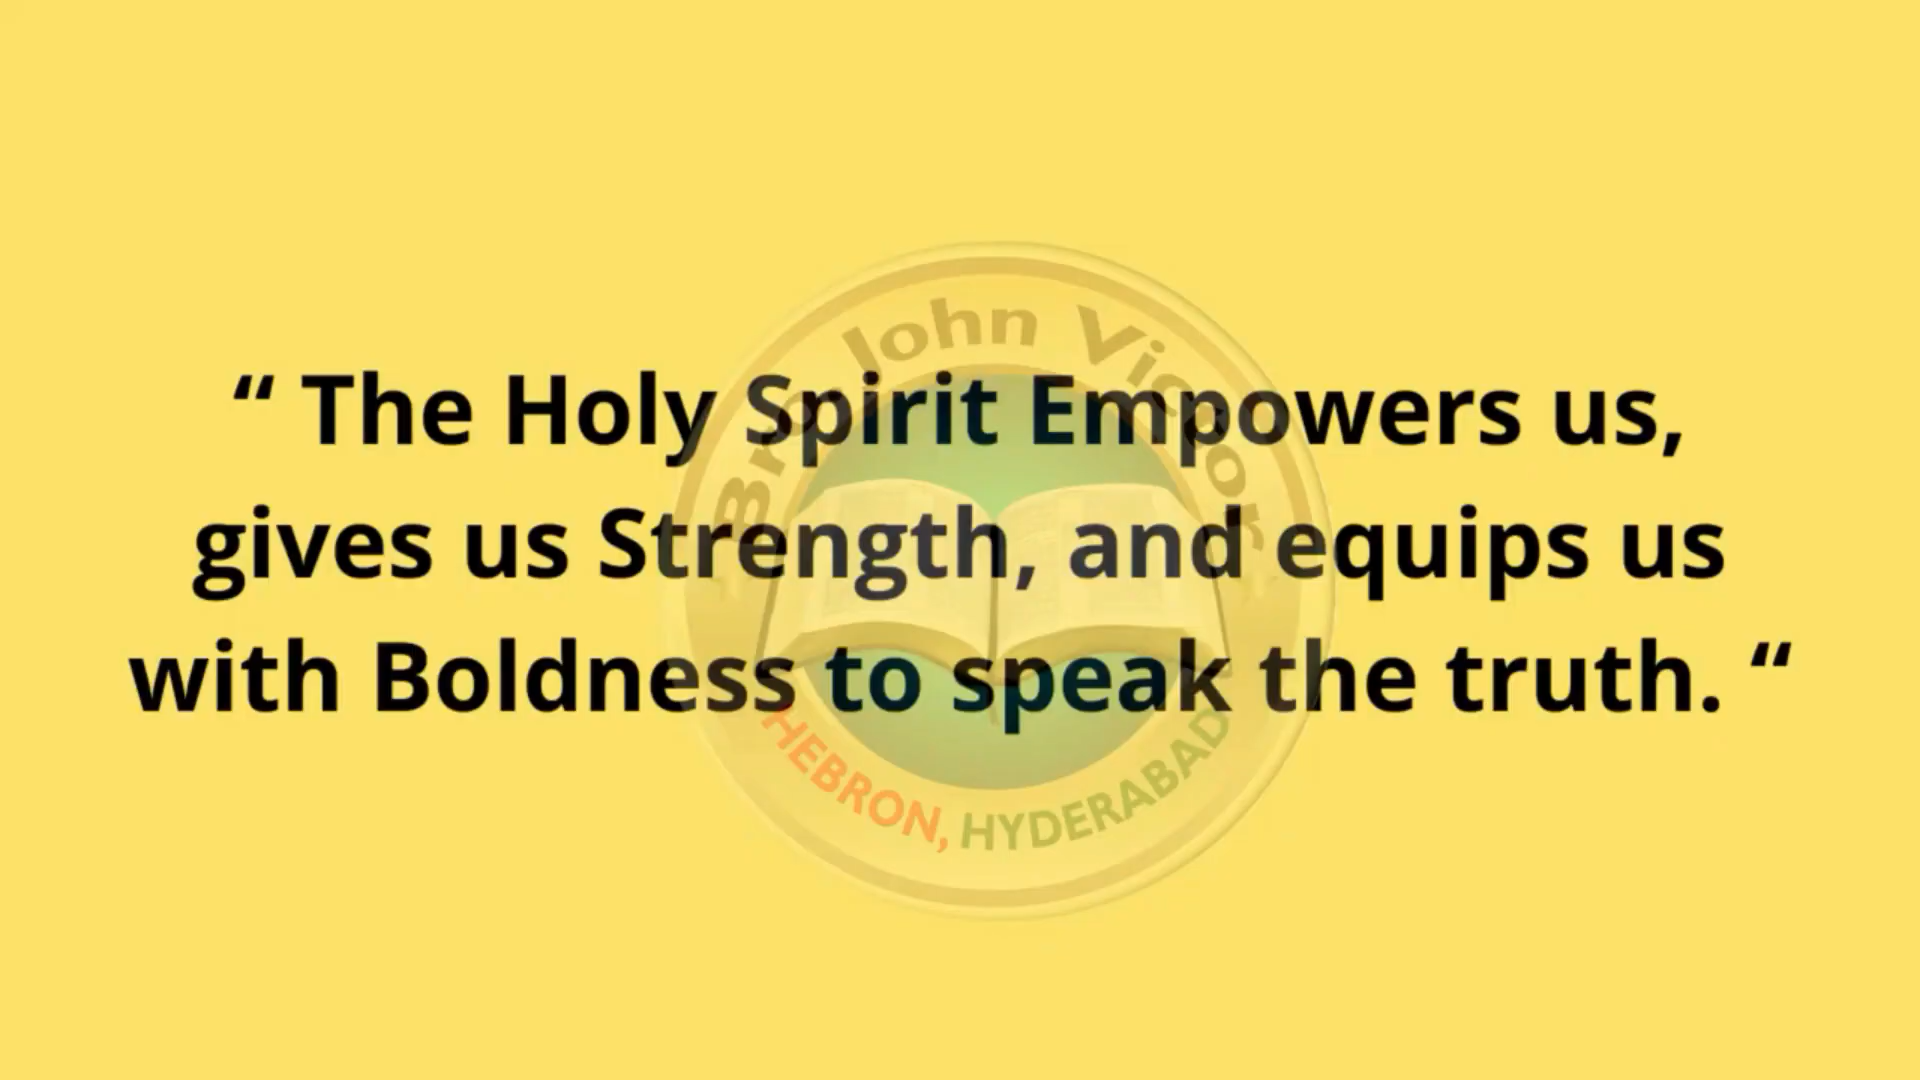 “ The Holy Spirit Empowers us,
gives us Strength, and equips us
with Boldness to speak the truth. “
Bro. John Victor
HEBRON, HYDERABAD